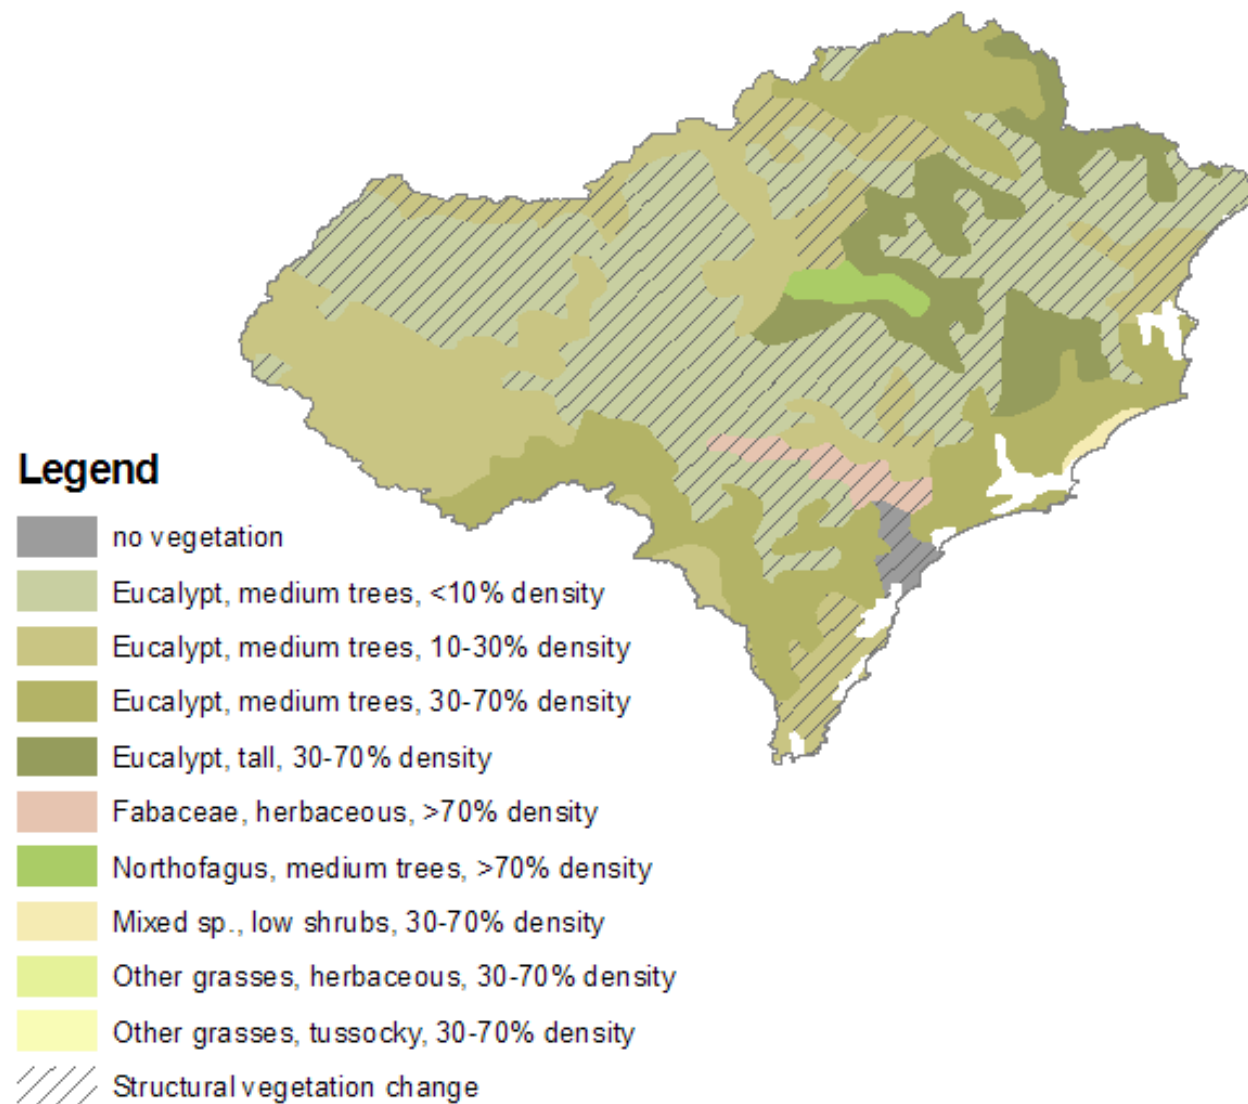 Legend
no vegetation
Eucalypt, medium trees, <10% density
Eucalypt, medium trees, 10-30% density
Eucalypt, medium trees, 30-70% density
Eucalypt, tall, 30-70% density
Fabaceae, herbaceous, >70% density
Northofagus, medium trees, >70% density
Mixed sp., low shrubs, 30-70% density
Other grasses, herbaceous, 30-70% density
Other grasses, tussocky, 30-70% density
Structural vegetation change